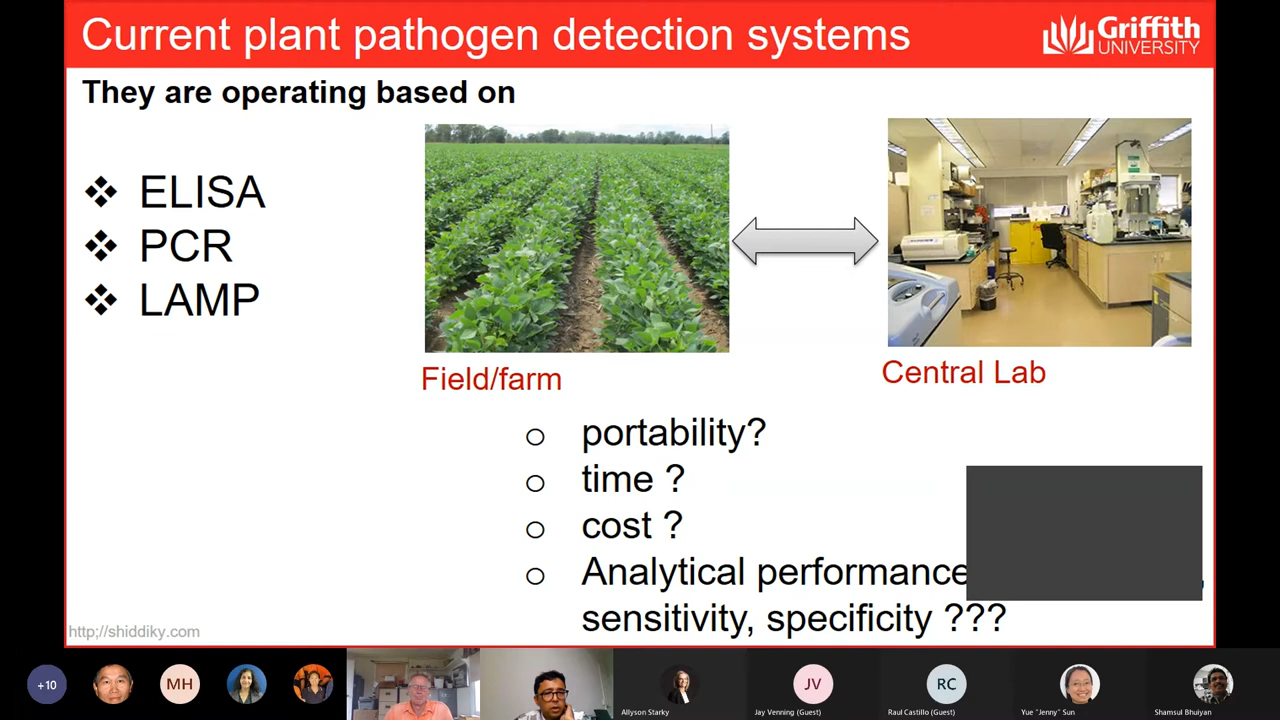 Current plant pathogen detection systems
Griffith
UNIVERSITY
They are operating based on
❖ ELISA
❖ PCR
❖ LAMP
Field/farm
Central Lab
o portability?
o time ?
o cost ?
o Analytical performance
sensitivity, specificity ???
http://shiddiky.com
+10
MH
JV
RC
Allyson Starky
Jay Venning (Guest)
Raul Castillo (Guest)
Yue "Jenny" Sun
Shamsul Bhuiyan